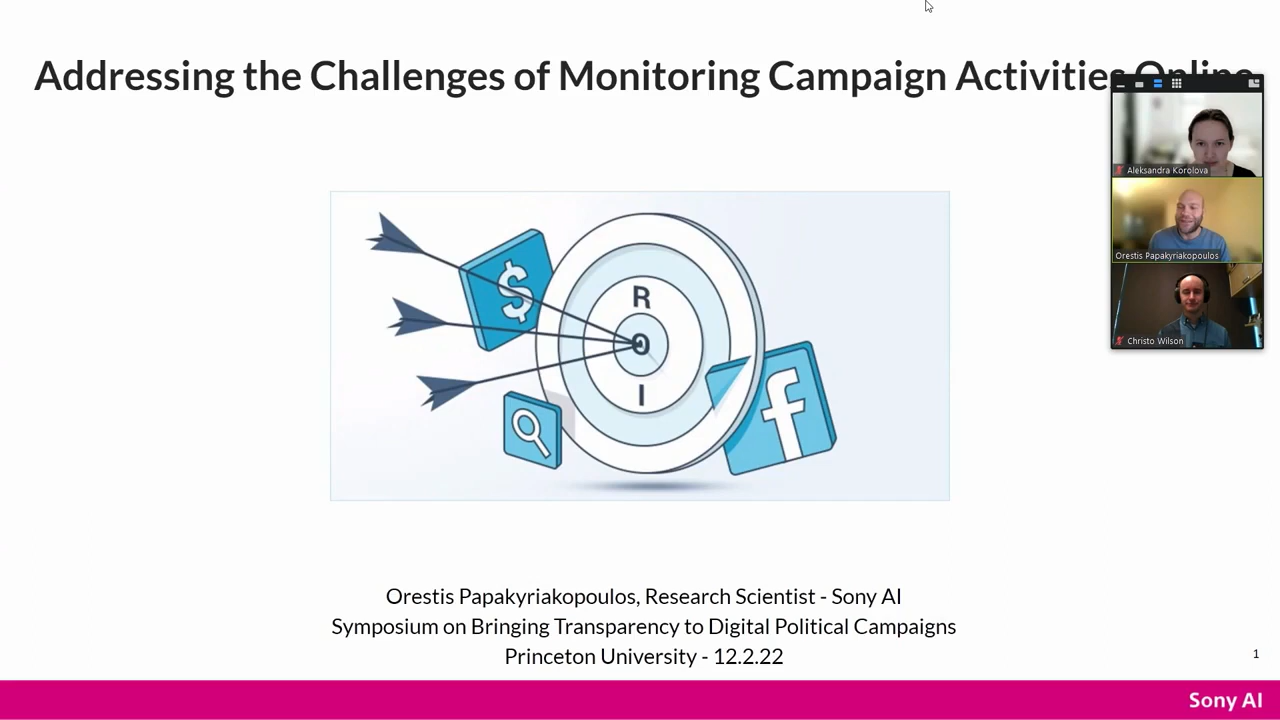 Addressing the Challenges of Monitoring Campaign Activities Online
Aleksandra Korolova
Orestis Papakyriakopoulos
Christo Wilson
$
R
O
I
f
Orestis Papakyriakopoulos, Research Scientist - Sony AI
Symposium on Bringing Transparency to Digital Political Campaigns
Princeton University - 12.2.22
1
Sony AI